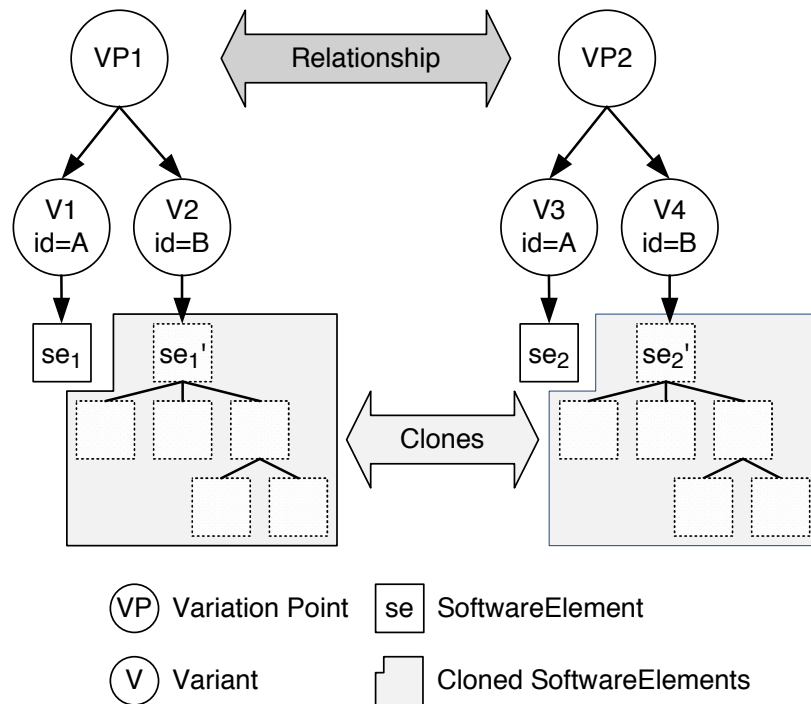 VP1 Relationship VP2
V1 id=A
V2 id=B
V3 id=A
V4 id=B
se₁
se₁'
se₂
se₂'
Clones
VP Variation Point
se SoftwareElement
V Variant
Cloned SoftwareElements